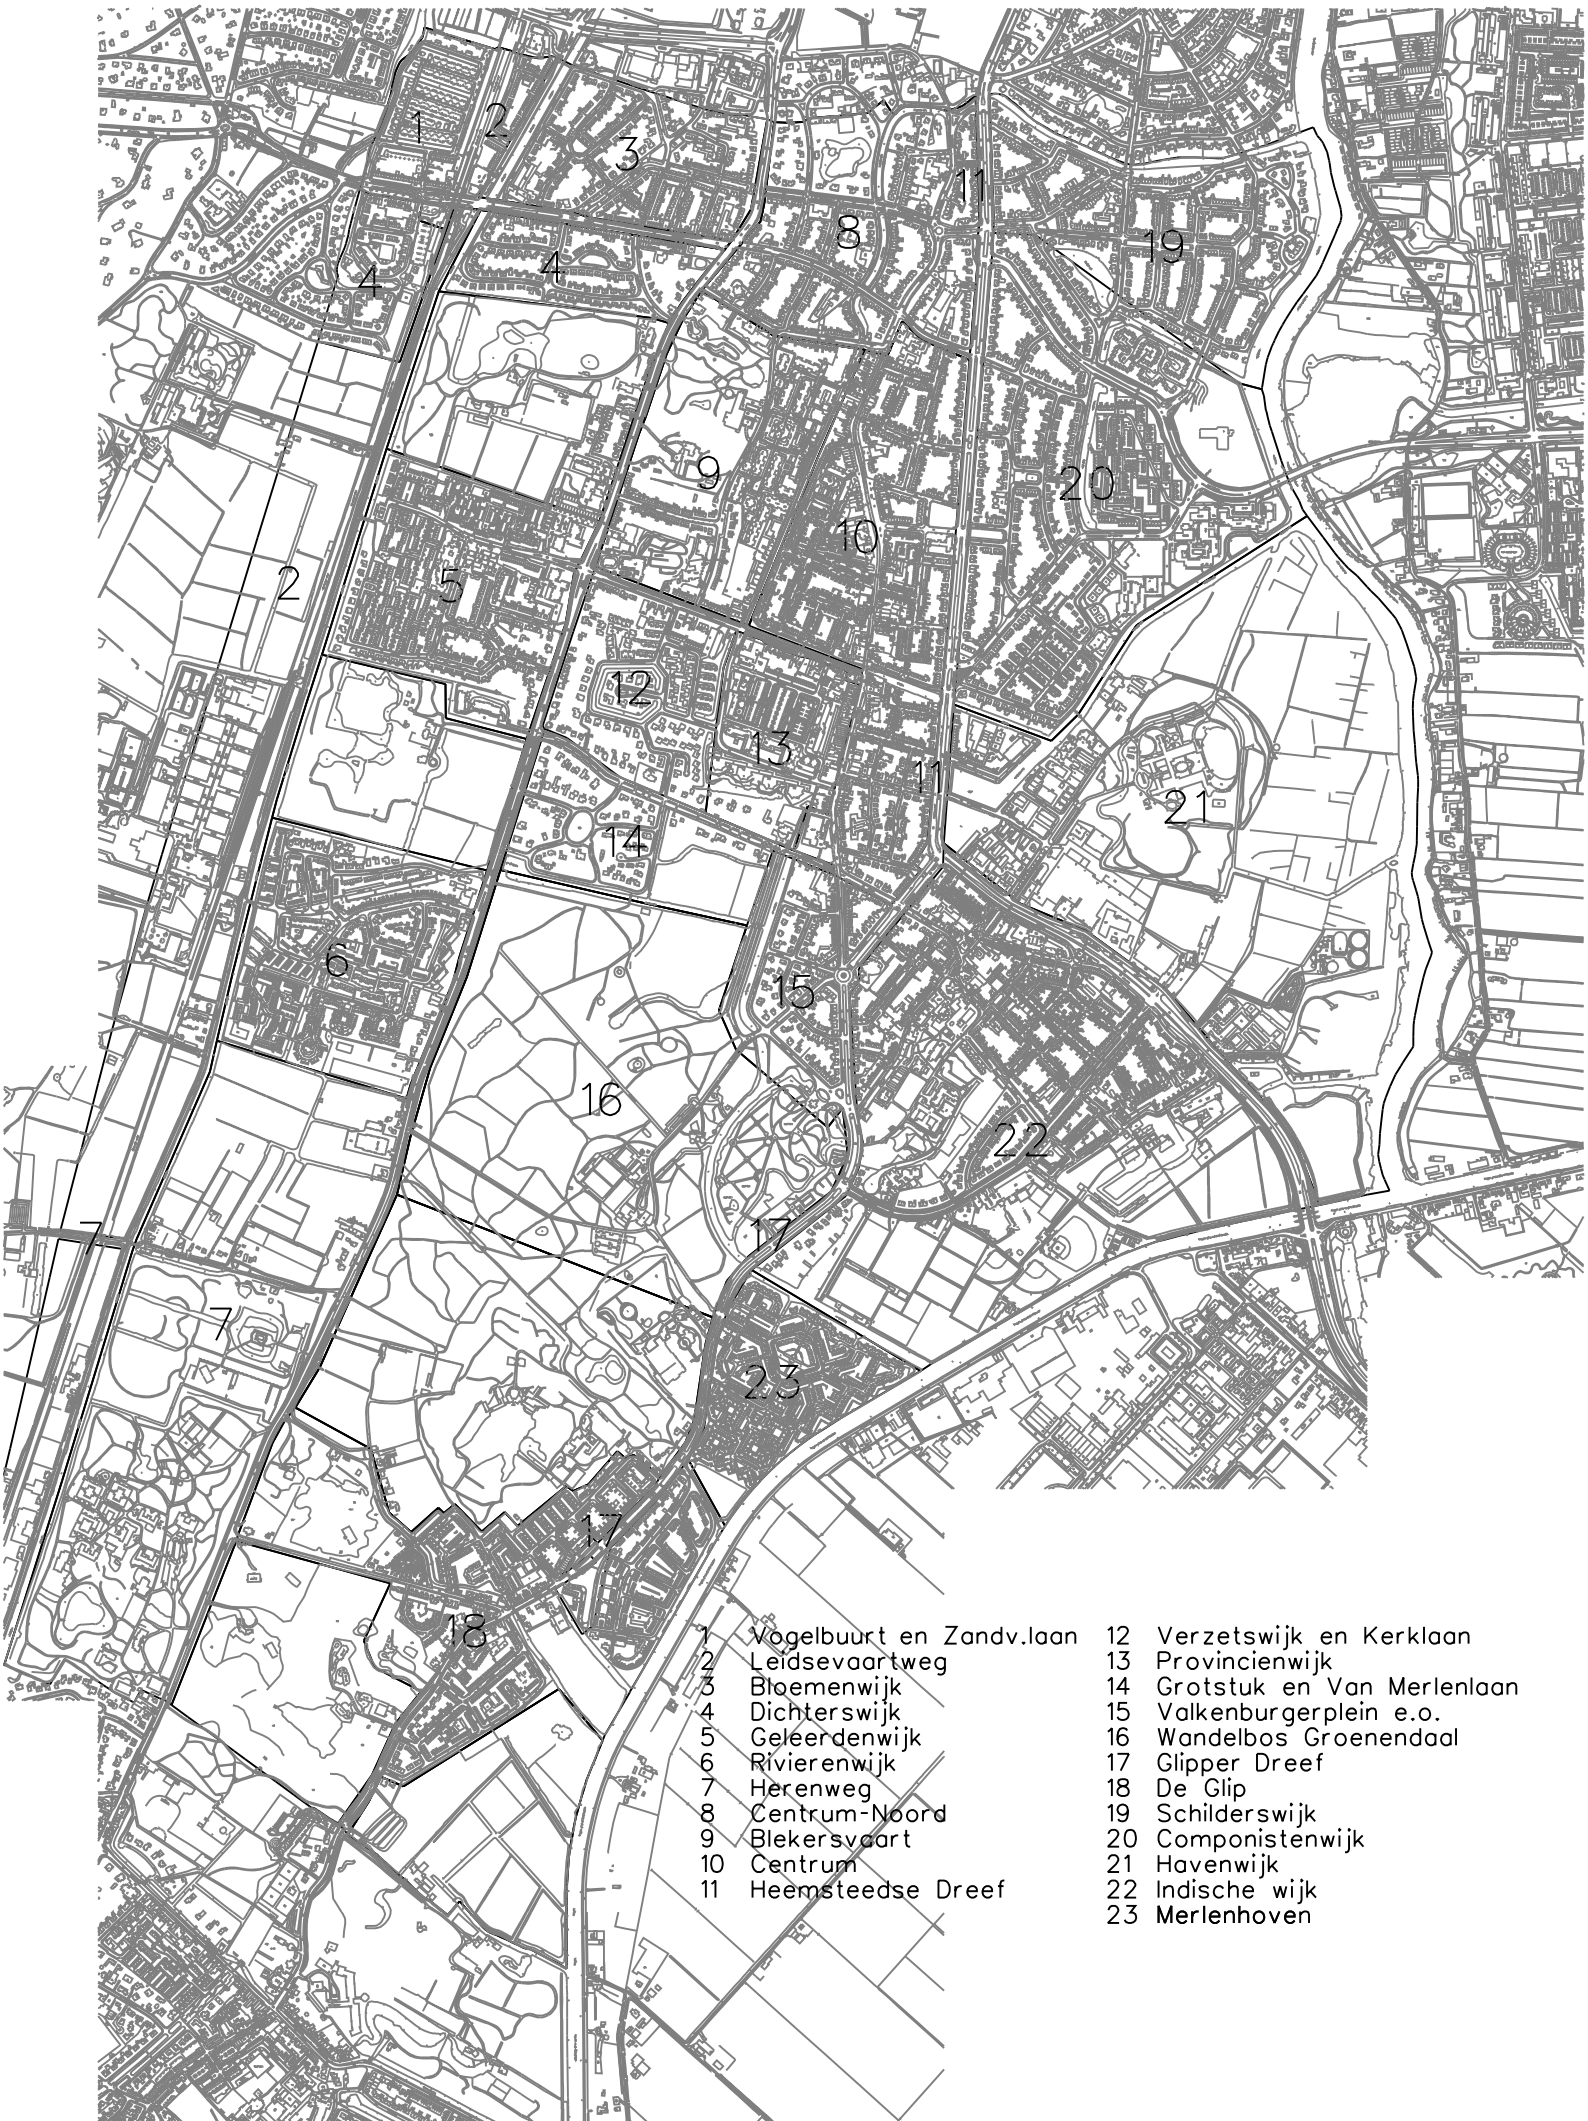 1
2
3
11
8
19
4
4
9
20
10
2
5
12
13
11
21
14
6
15
16
22
7
17
7
23
17
18
1 Vogelbuurt en Zandv.laan
2 Leidsevaartweg
3 Bloemenwijk
4 Dichterswijk
5 Geleerdenwijk
6 Rivierenwijk
7 Herenweg
8 Centrum-Noord
9 Blekersvaart
10 Centrum
11 Heemsteedse Dreef
12 Verzetswijk en Kerklaan
13 Provincienwijk
14 Grotstuk en Van Merlenlaan
15 Valkenburgerplein e.o.
16 Wandelbos Groenendaal
17 Glipper Dreef
18 De Glip
19 Schilderswijk
20 Componistenwijk
21 Havenwijk
22 Indische wijk
23 Merlenhoven